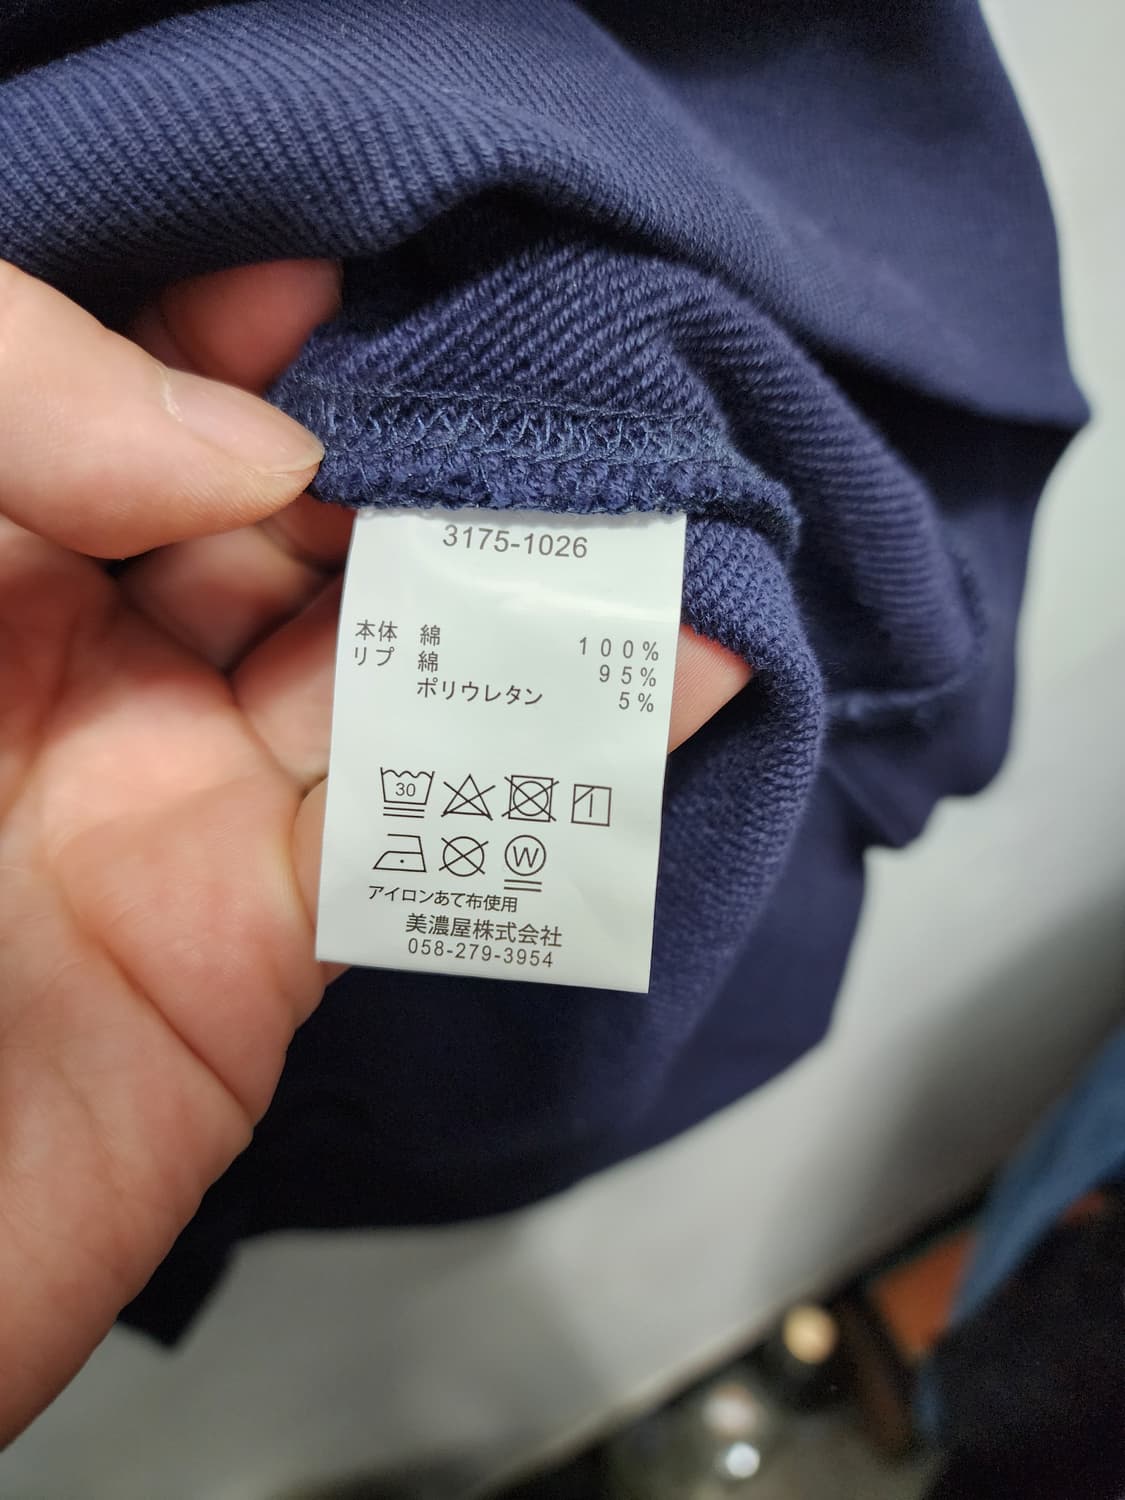 3175-1026
本体 綿 100%
リブ 綿 95%
ポリウレタン 5%
30
W
アイロンあて布使用
美濃屋株式会社
058-279-3954